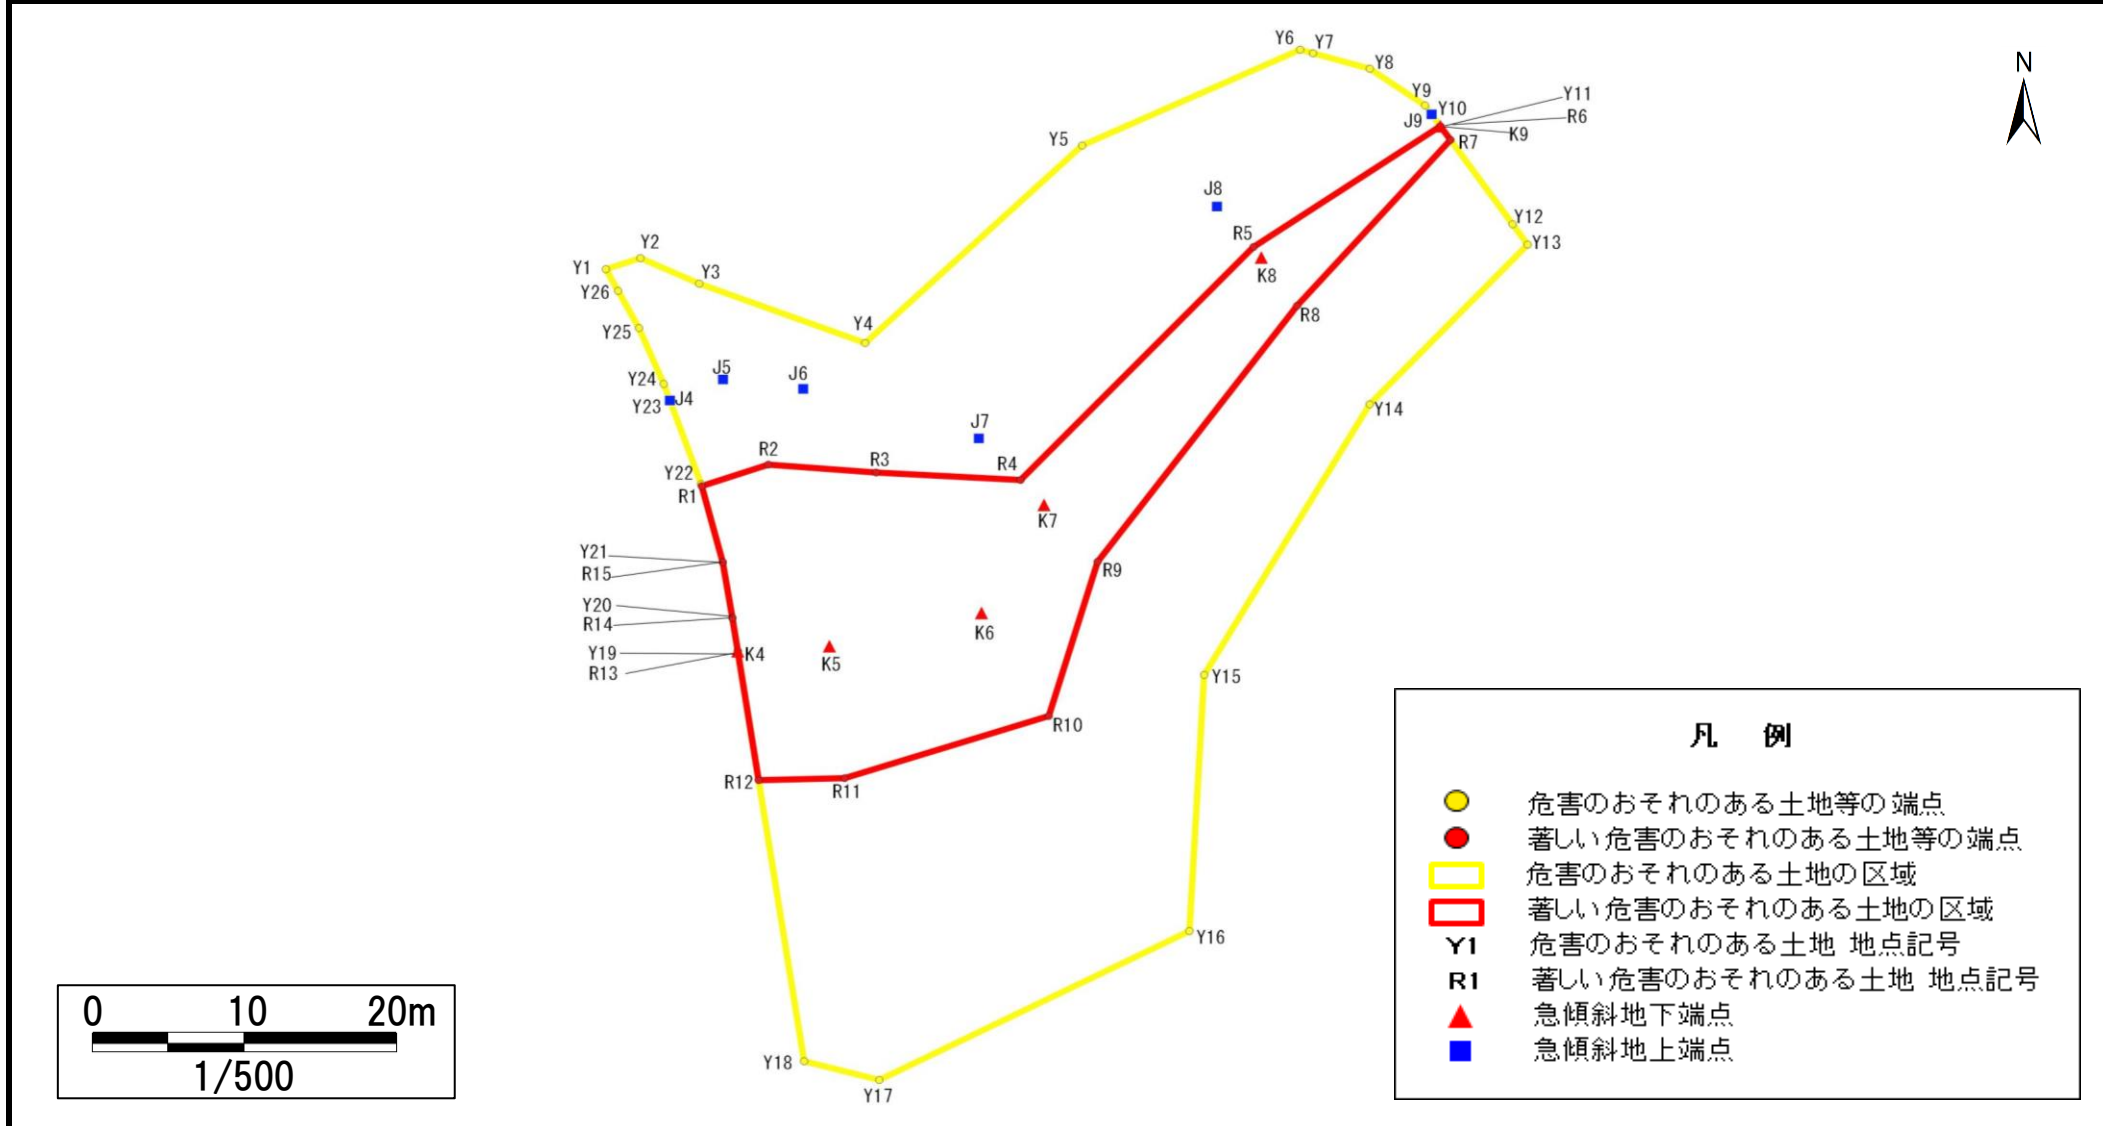 Y6 Y7
Y8
N
Y9
Y10
Y11
J9
R6
K9
R7
Y5
J8
Y12
R5
Y13
Y2
Y1
Y3
K8
Y26
R8
Y25
Y4
J5
J6
Y24
Y23
J4
Y14
J7
R2
R3
R4
Y22
R1
K7
Y21
R15
R9
Y20
R14
K6
Y19
R13
K4
K5
Y15
R10
R12
R11
Y16
Y18
Y17
凡 例
危害のおそれのある土地等の端点
著しい危害のおそれのある土地等の端点
危害のおそれのある土地の区域
著しい危害のおそれのある土地の区域
Y1 危害のおそれのある土地 地点記号
R1 著しい危害のおそれのある土地 地点記号
急傾斜地下端点
急傾斜地上端点
0 10 20m
1/500